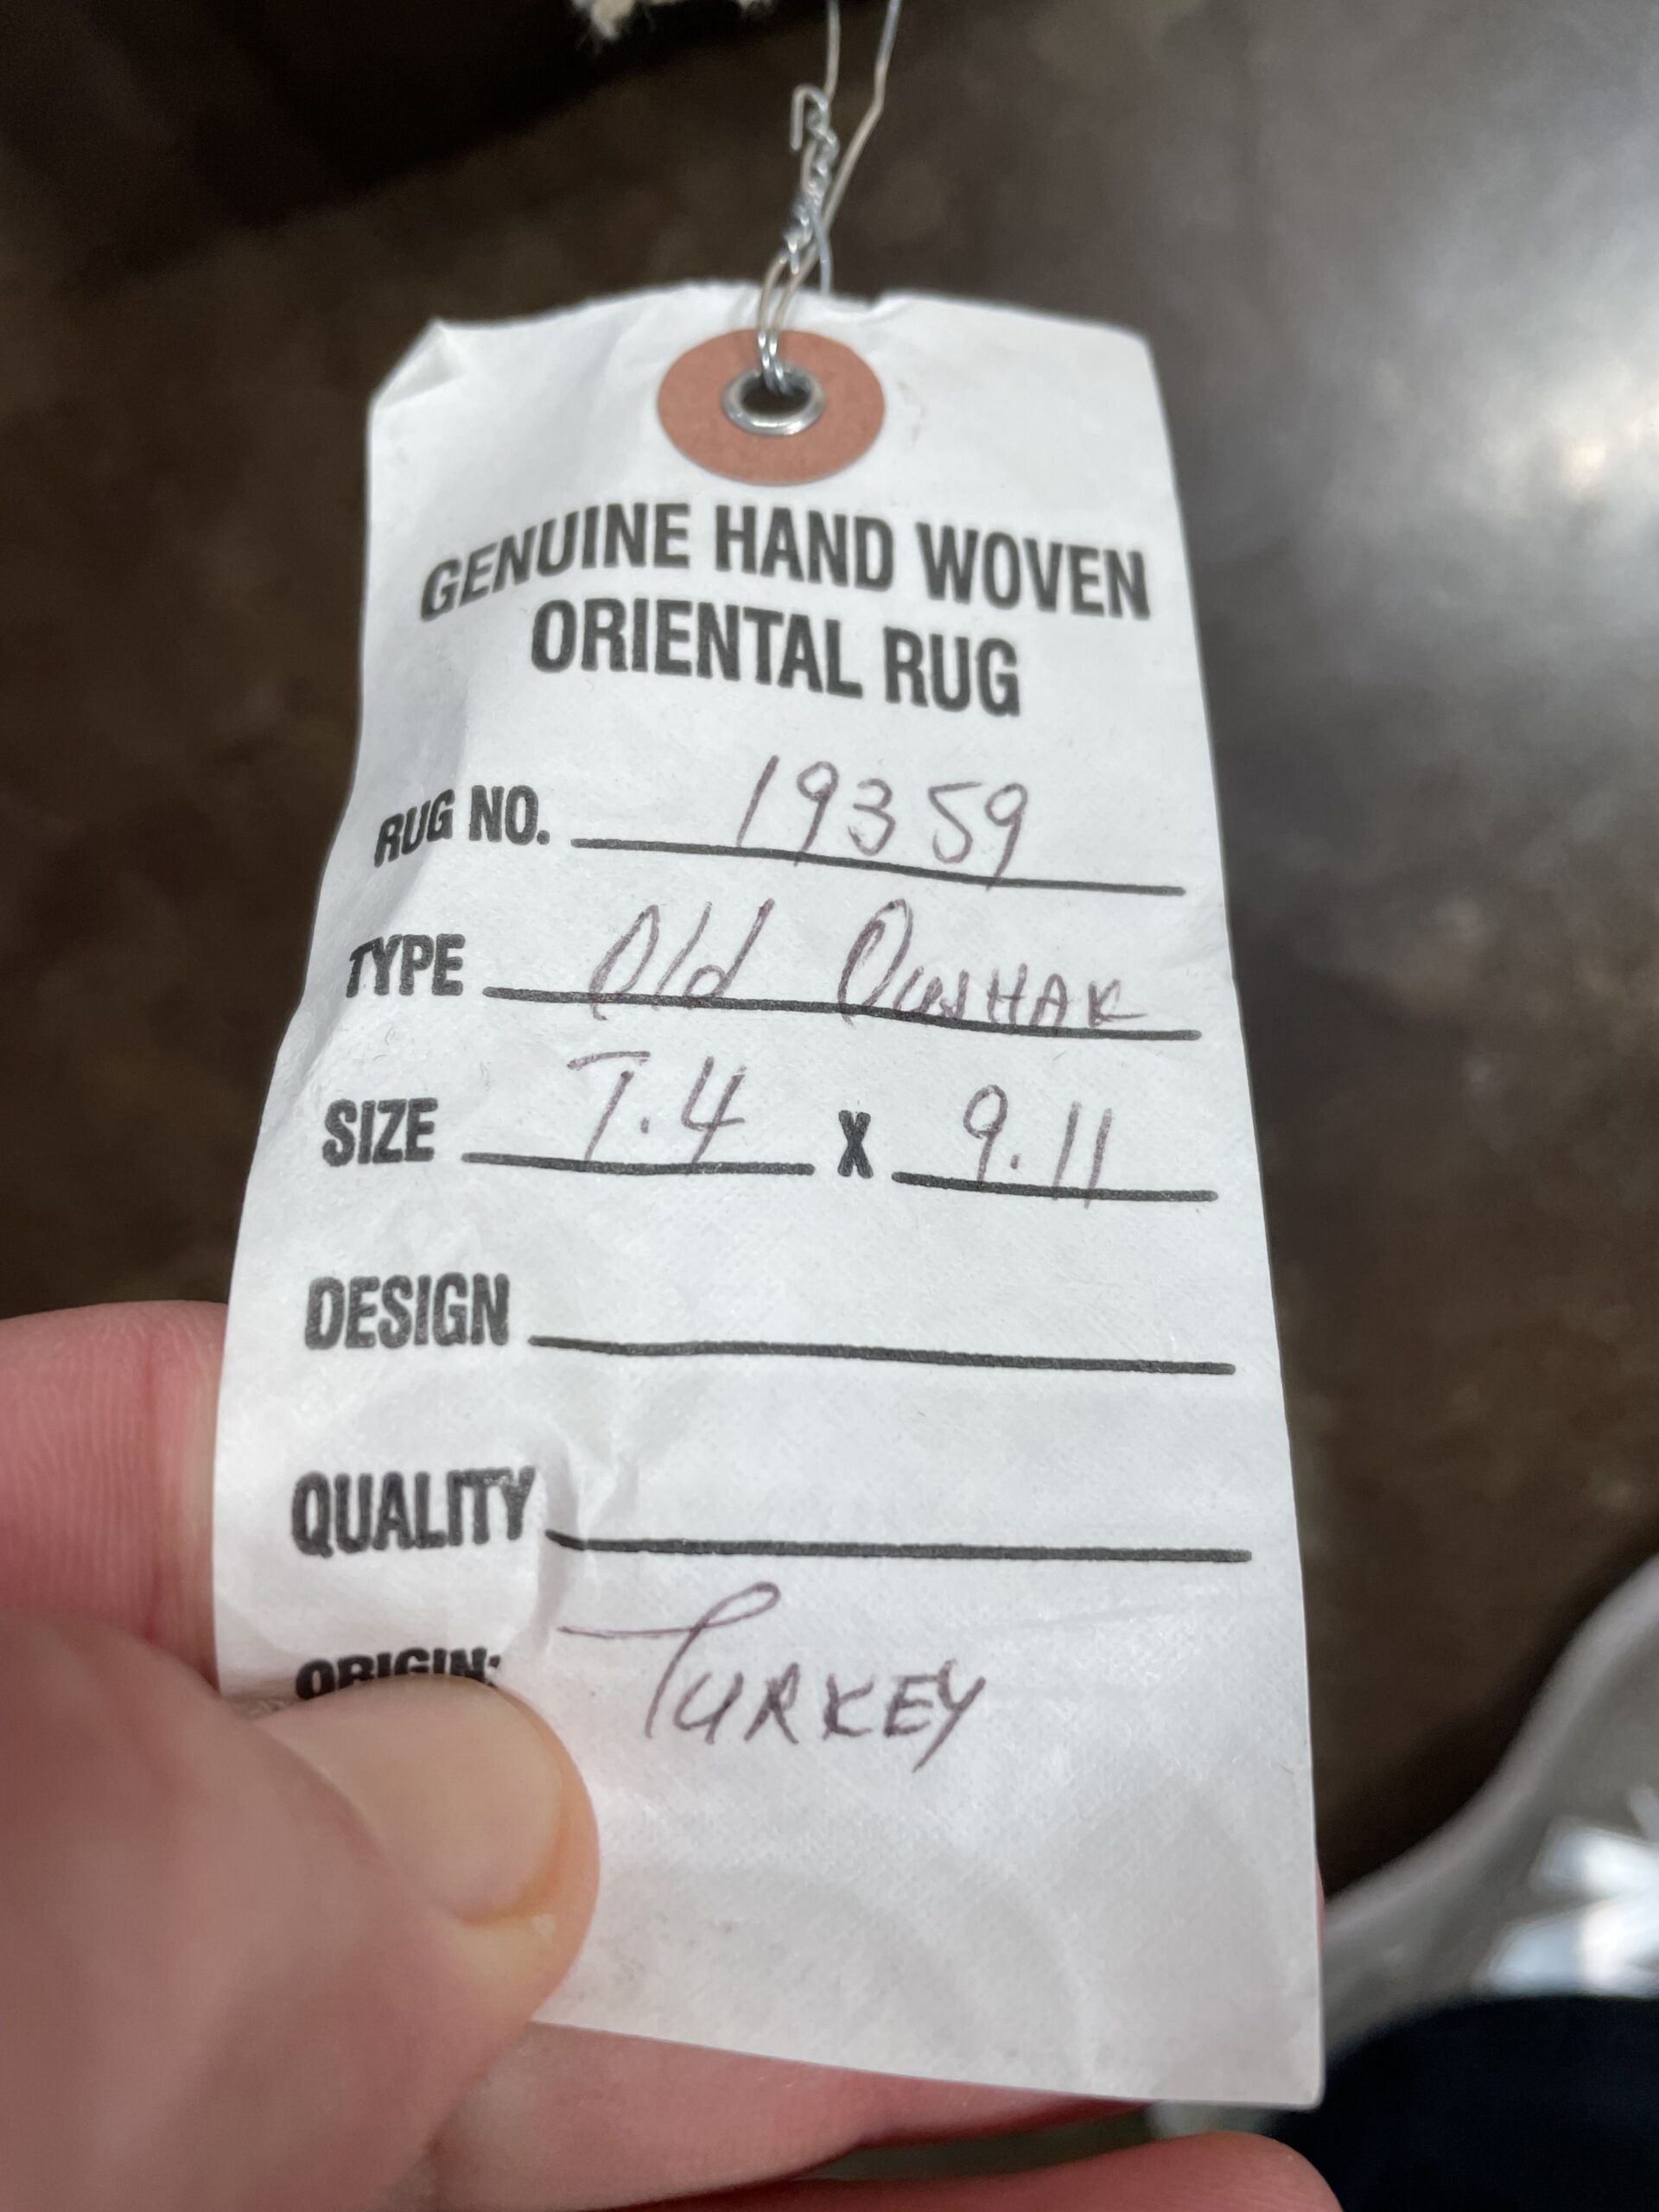 GENUINE HAND WOVEN
ORIENTAL RUG
RUG NO. 19359
TYPE Old OUSHAK
SIZE 7.4 X 9.11
DESIGN
QUALITY
ORIGIN: TURKEY